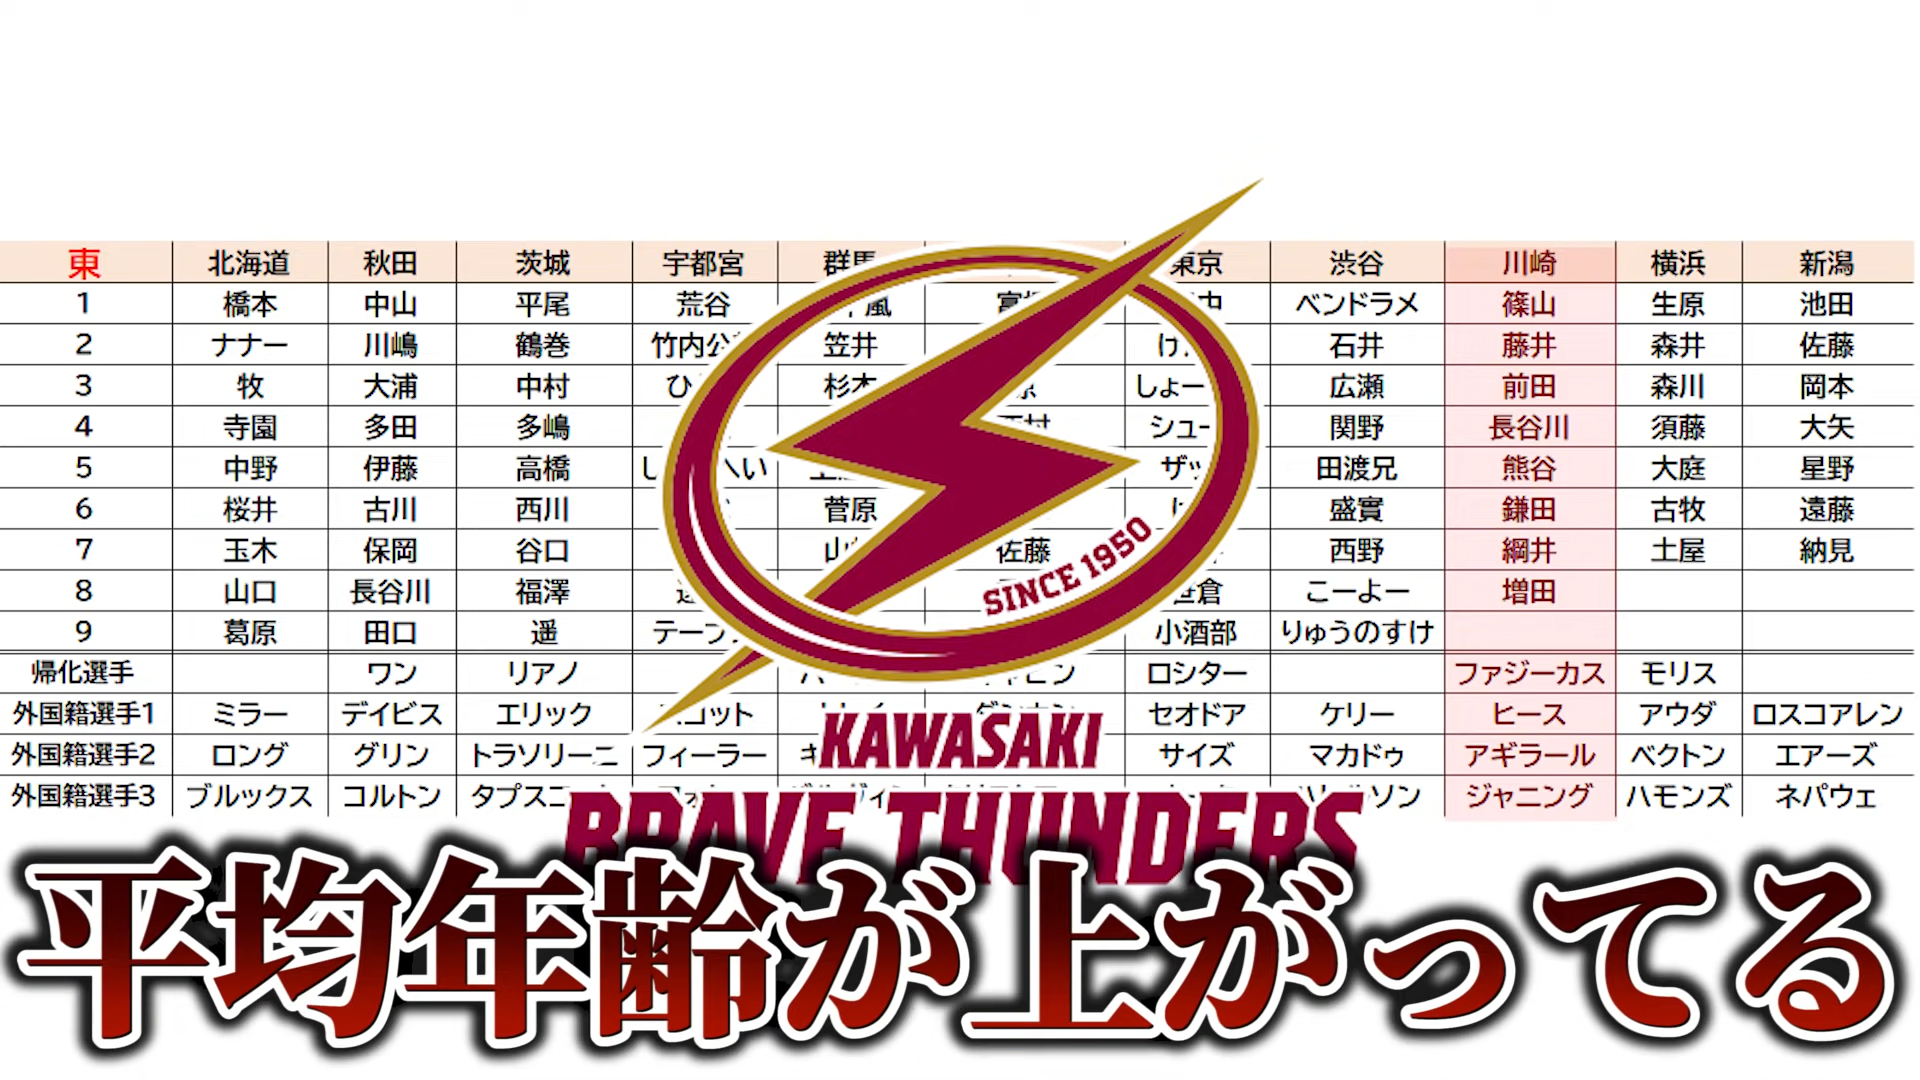 東 北海道 秋田 茨城 宇都宮 群馬 東京 渋谷 川崎 横浜 新潟
1 橋本 中山 平尾 荒谷 ベンドラメ 篠山 生原 池田
2 ナナー 川嶋 鶴巻 笠井 石井 藤井 森井 佐藤
3 牧 大浦 中村 杉本 広瀬 前田 森川 岡本
4 寺園 多田 多嶋 関野 長谷川 須藤 大矢
5 中野 伊藤 高橋 田渡兄 熊谷 大庭 星野
6 桜井 古川 西川 菅原 盛實 鎌田 古牧 遠藤
7 玉木 保岡 谷口 佐藤 西野 綱井 土屋 納見
8 山口 長谷川 福澤 こーよー 増田
9 葛原 田口 遥 小酒部 りゅうのすけ
帰化選手 ワン リアノ ロシター ファジーカス モリス
外国籍選手1 ミラー デイビス エリック セオドア ケリー ヒース アウダ ロスコアレン
外国籍選手2 ロング グリン トラソリーニ フィーラー サイズ マカドゥ アギラール ベクトン エアーズ
外国籍選手3 ブルックス コルトン ジャニング ハモンズ ネパウェ
SINCE 1950
KAWASAKI
BRAVE THUNDERS
平均年齢が上がってる